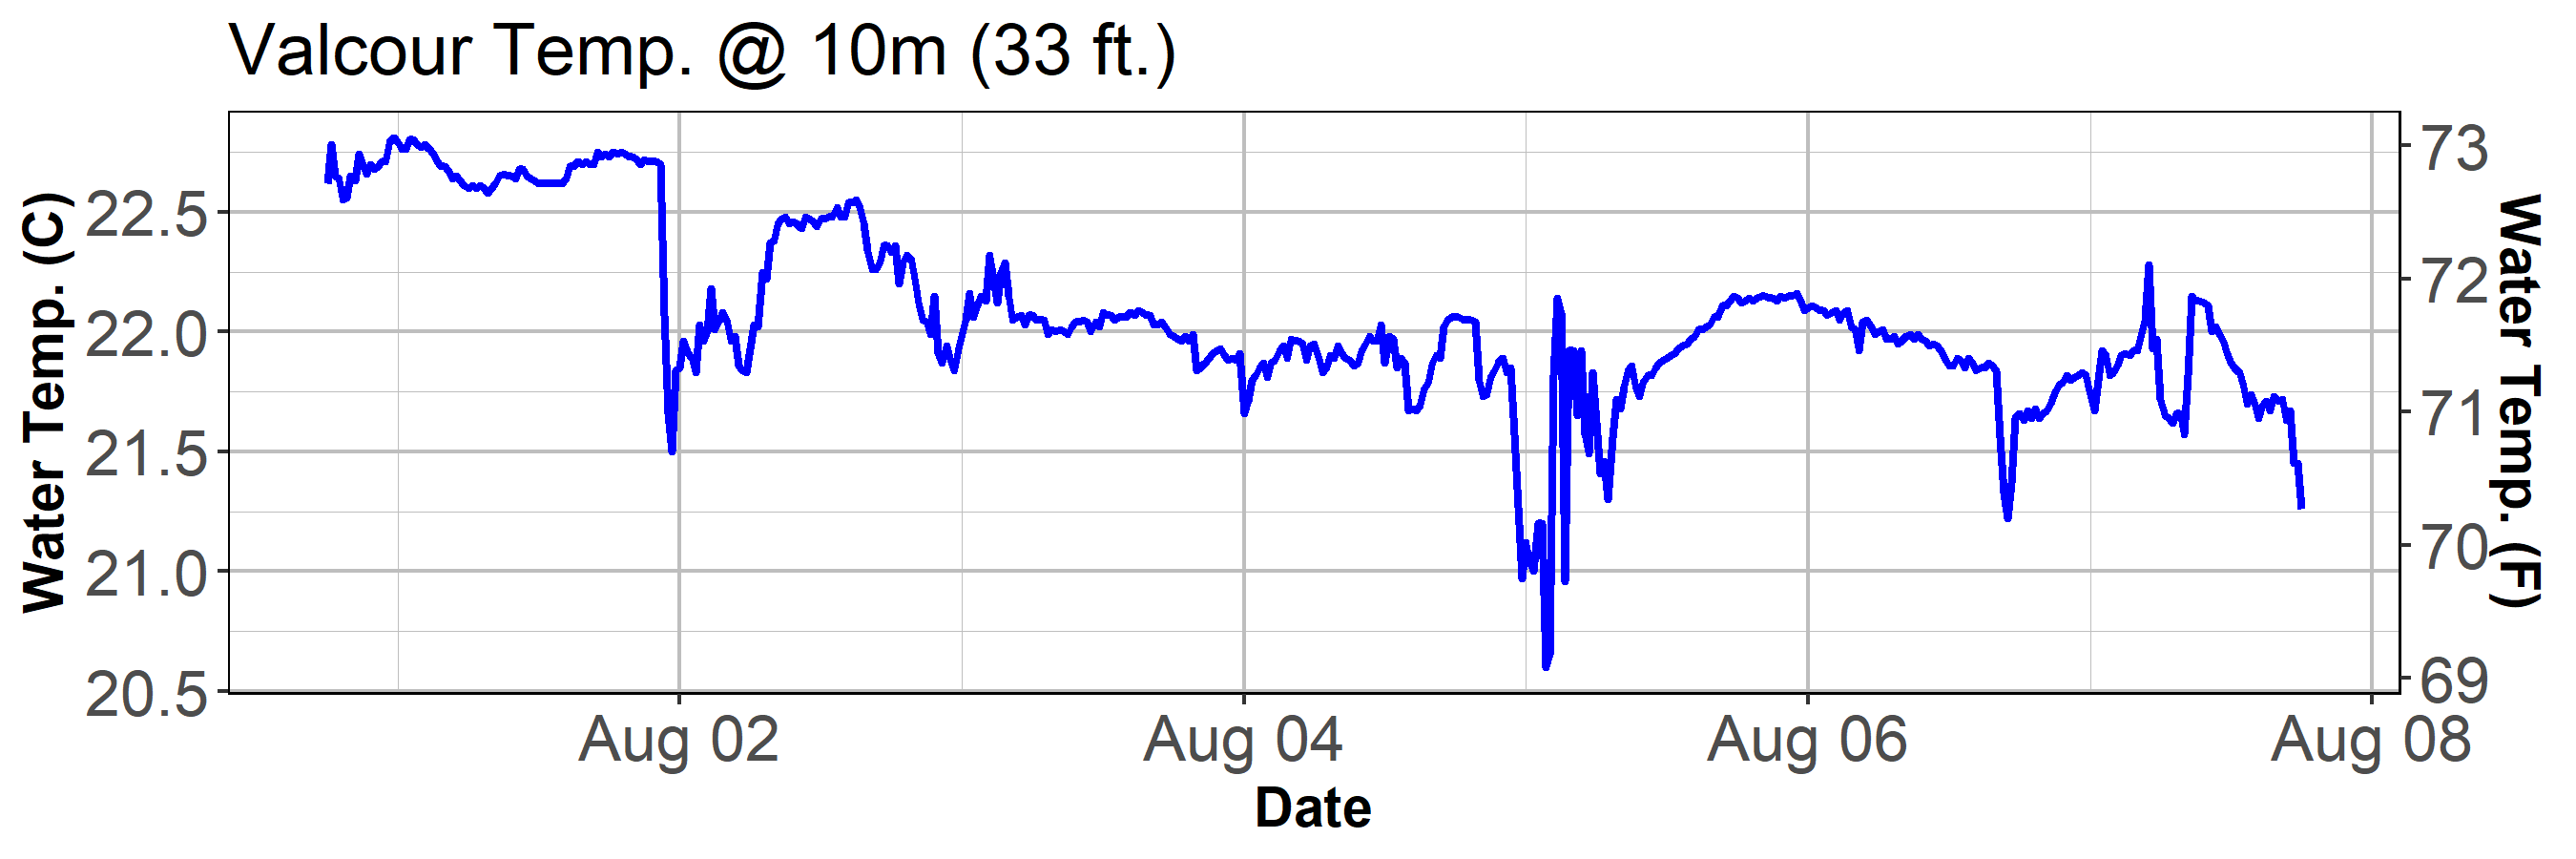 Valcour Temp. @ 10m (33 ft.)
Water Temp. (C)
22.5
22.0
21.5
21.0
20.5
73
72
71
70
69
Water Temp. (F)
Aug 02 Aug 04 Aug 06 Aug 08
Date